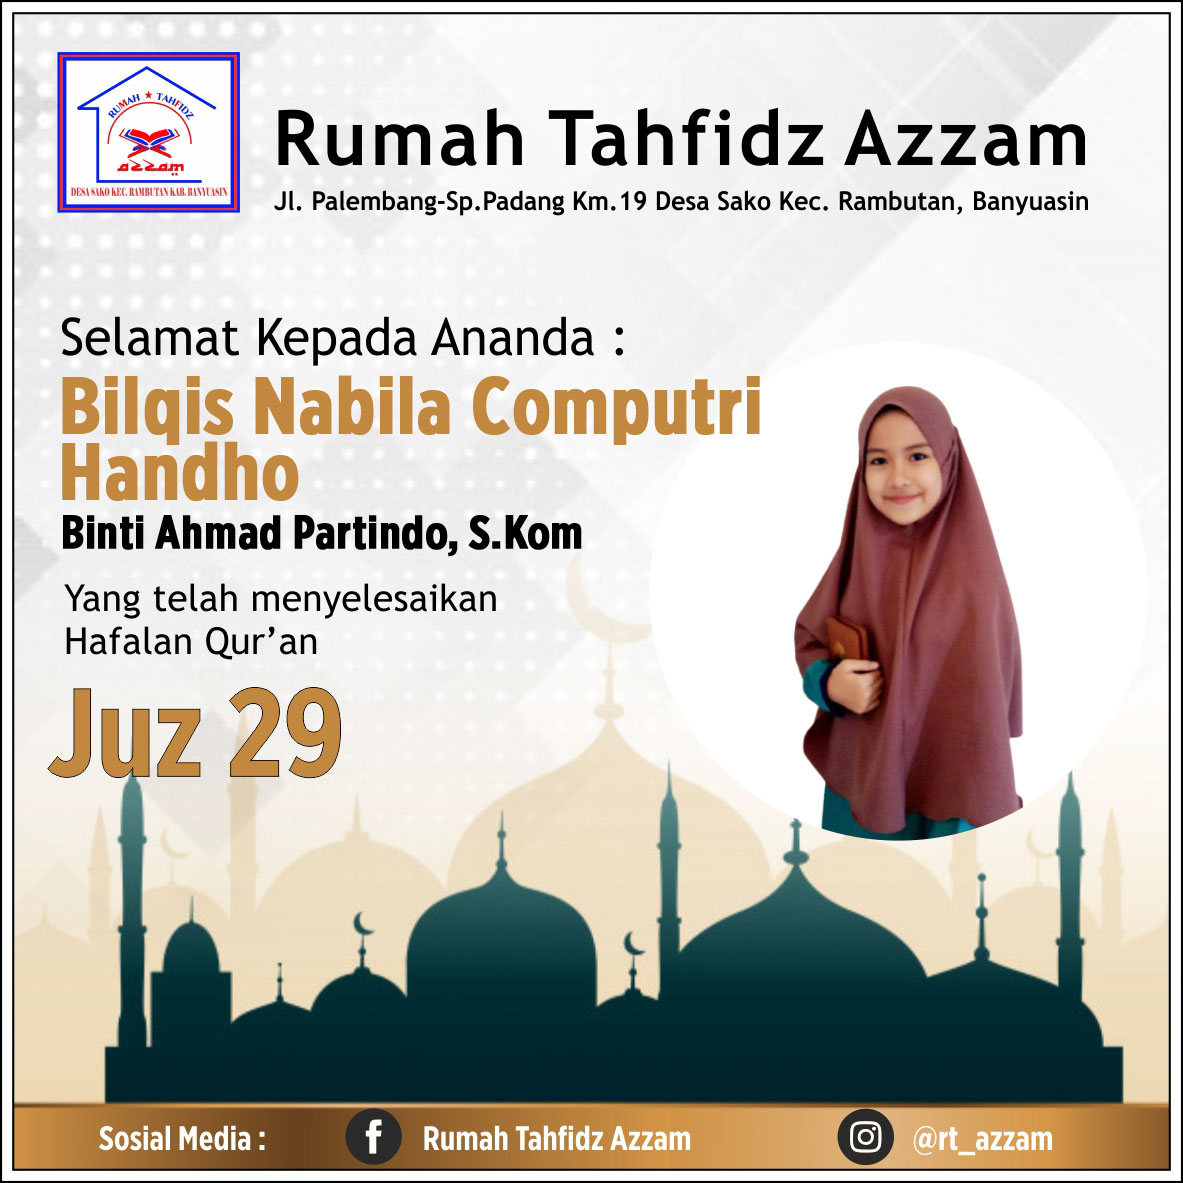 RUMAH ★ TAHFIDZ
azzam
DESA SAKO KEC. RAMBUTAN KAB. BANYUASIN
Rumah Tahfidz Azzam
Jl. Palembang-Sp.Padang Km.19 Desa Sako Kec. Rambutan, Banyuasin
Selamat Kepada Ananda :
Bilqis Nabila Computri
Handho
Binti Ahmad Partindo, S.Kom
Yang telah menyelesaikan
Hafalan Qur’an
Juz 29
Sosial Media : Rumah Tahfidz Azzam @rt_azzam